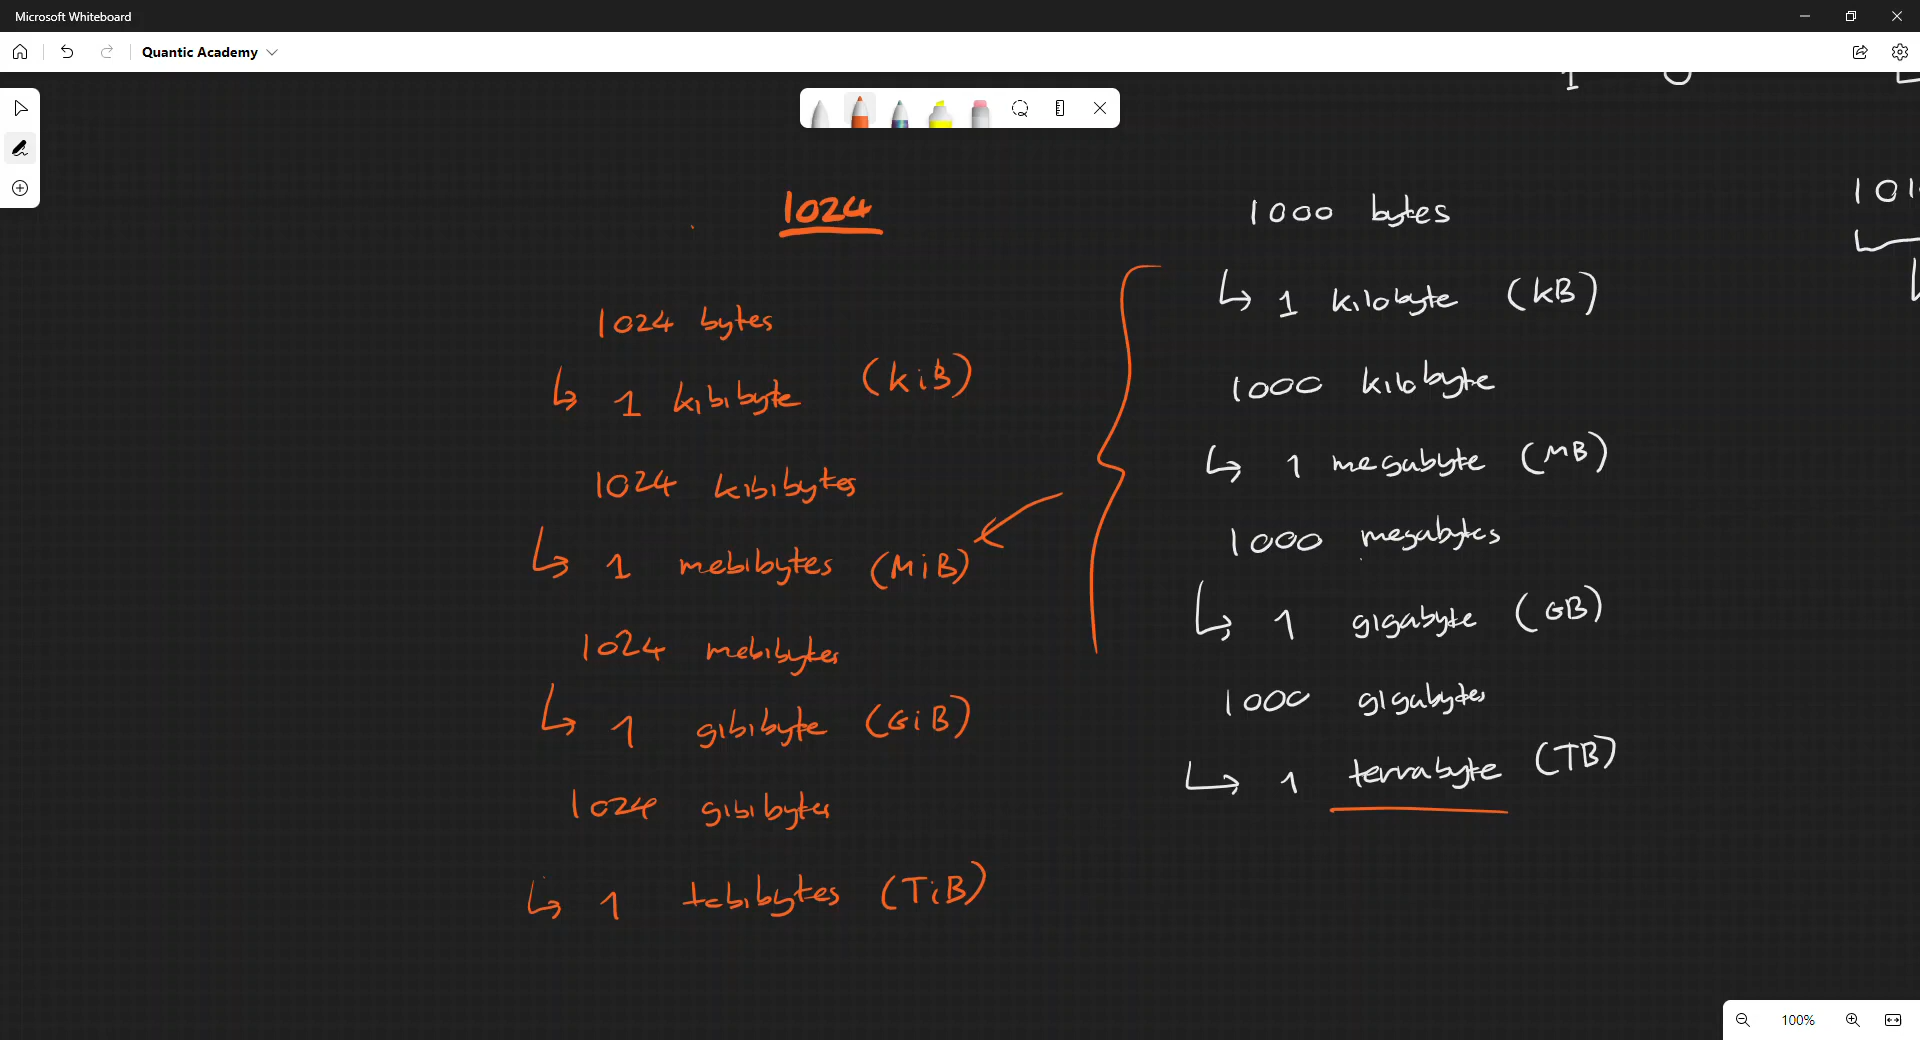 Microsoft Whiteboard
Quantic Academy
1024
1024 bytes
↳ 1 kibibyte (KiB)
1024 kibibytes
↳ 1 mebibytes (MiB)
1024 mebibytes
↳ 1 gibibyte (GiB)
1024 gibibytes
↳ 1 tebibytes (TiB)
1000 bytes
↳ 1 kilobyte (kB)
1000 kilobyte
↳ 1 megabyte (MB)
1000 megabytes
↳ 1 gigabyte (GB)
1000 gigabytes
↳ 1 terrabyte (TB)
101
100%